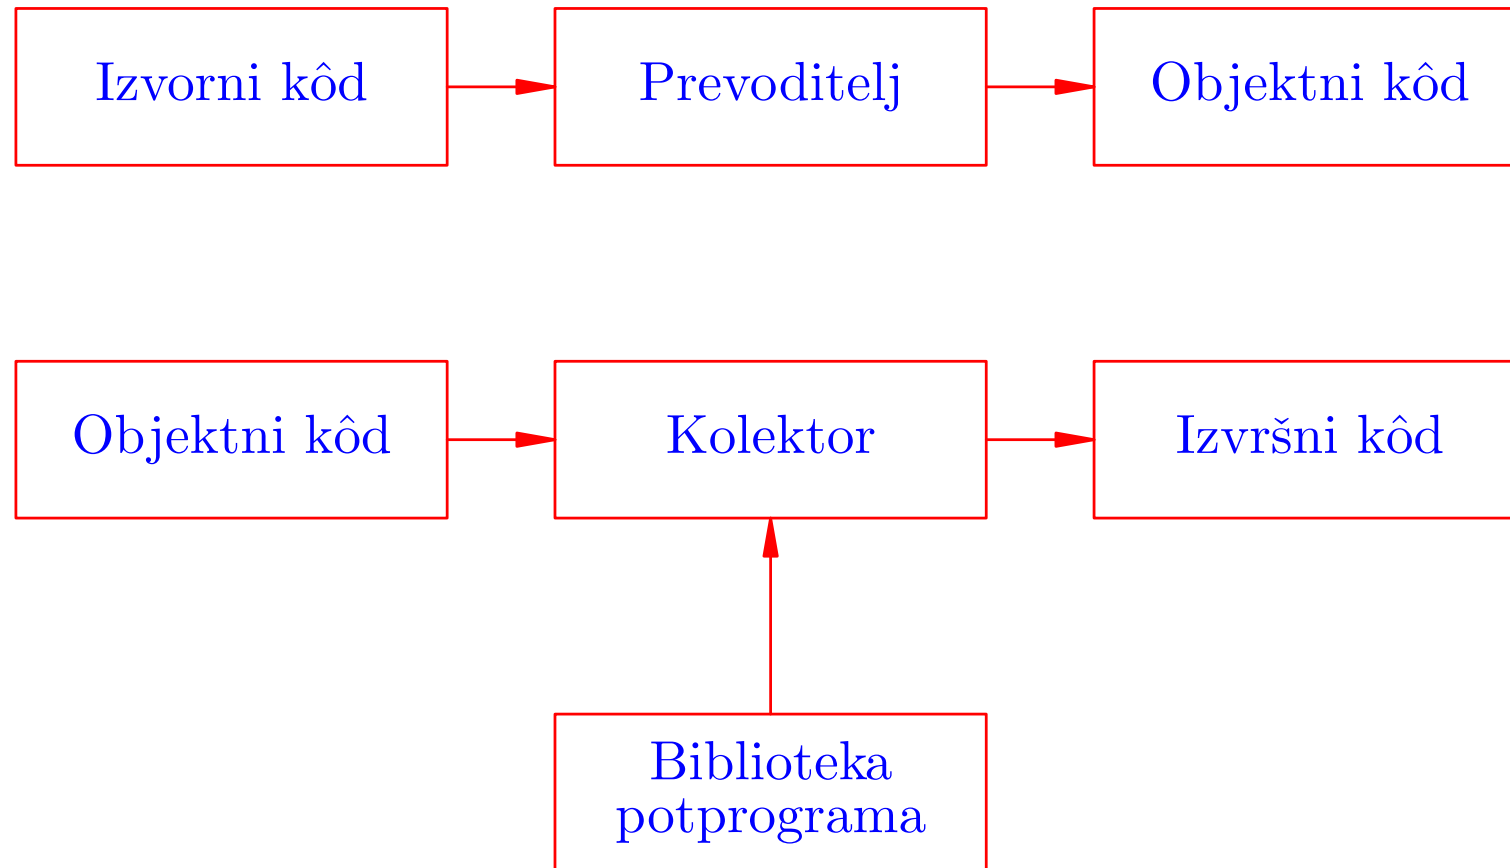 Izvorni kôd
Prevoditelj
Objektni kôd
Objektni kôd
Kolektor
Izvršni kôd
Biblioteka
potprograma